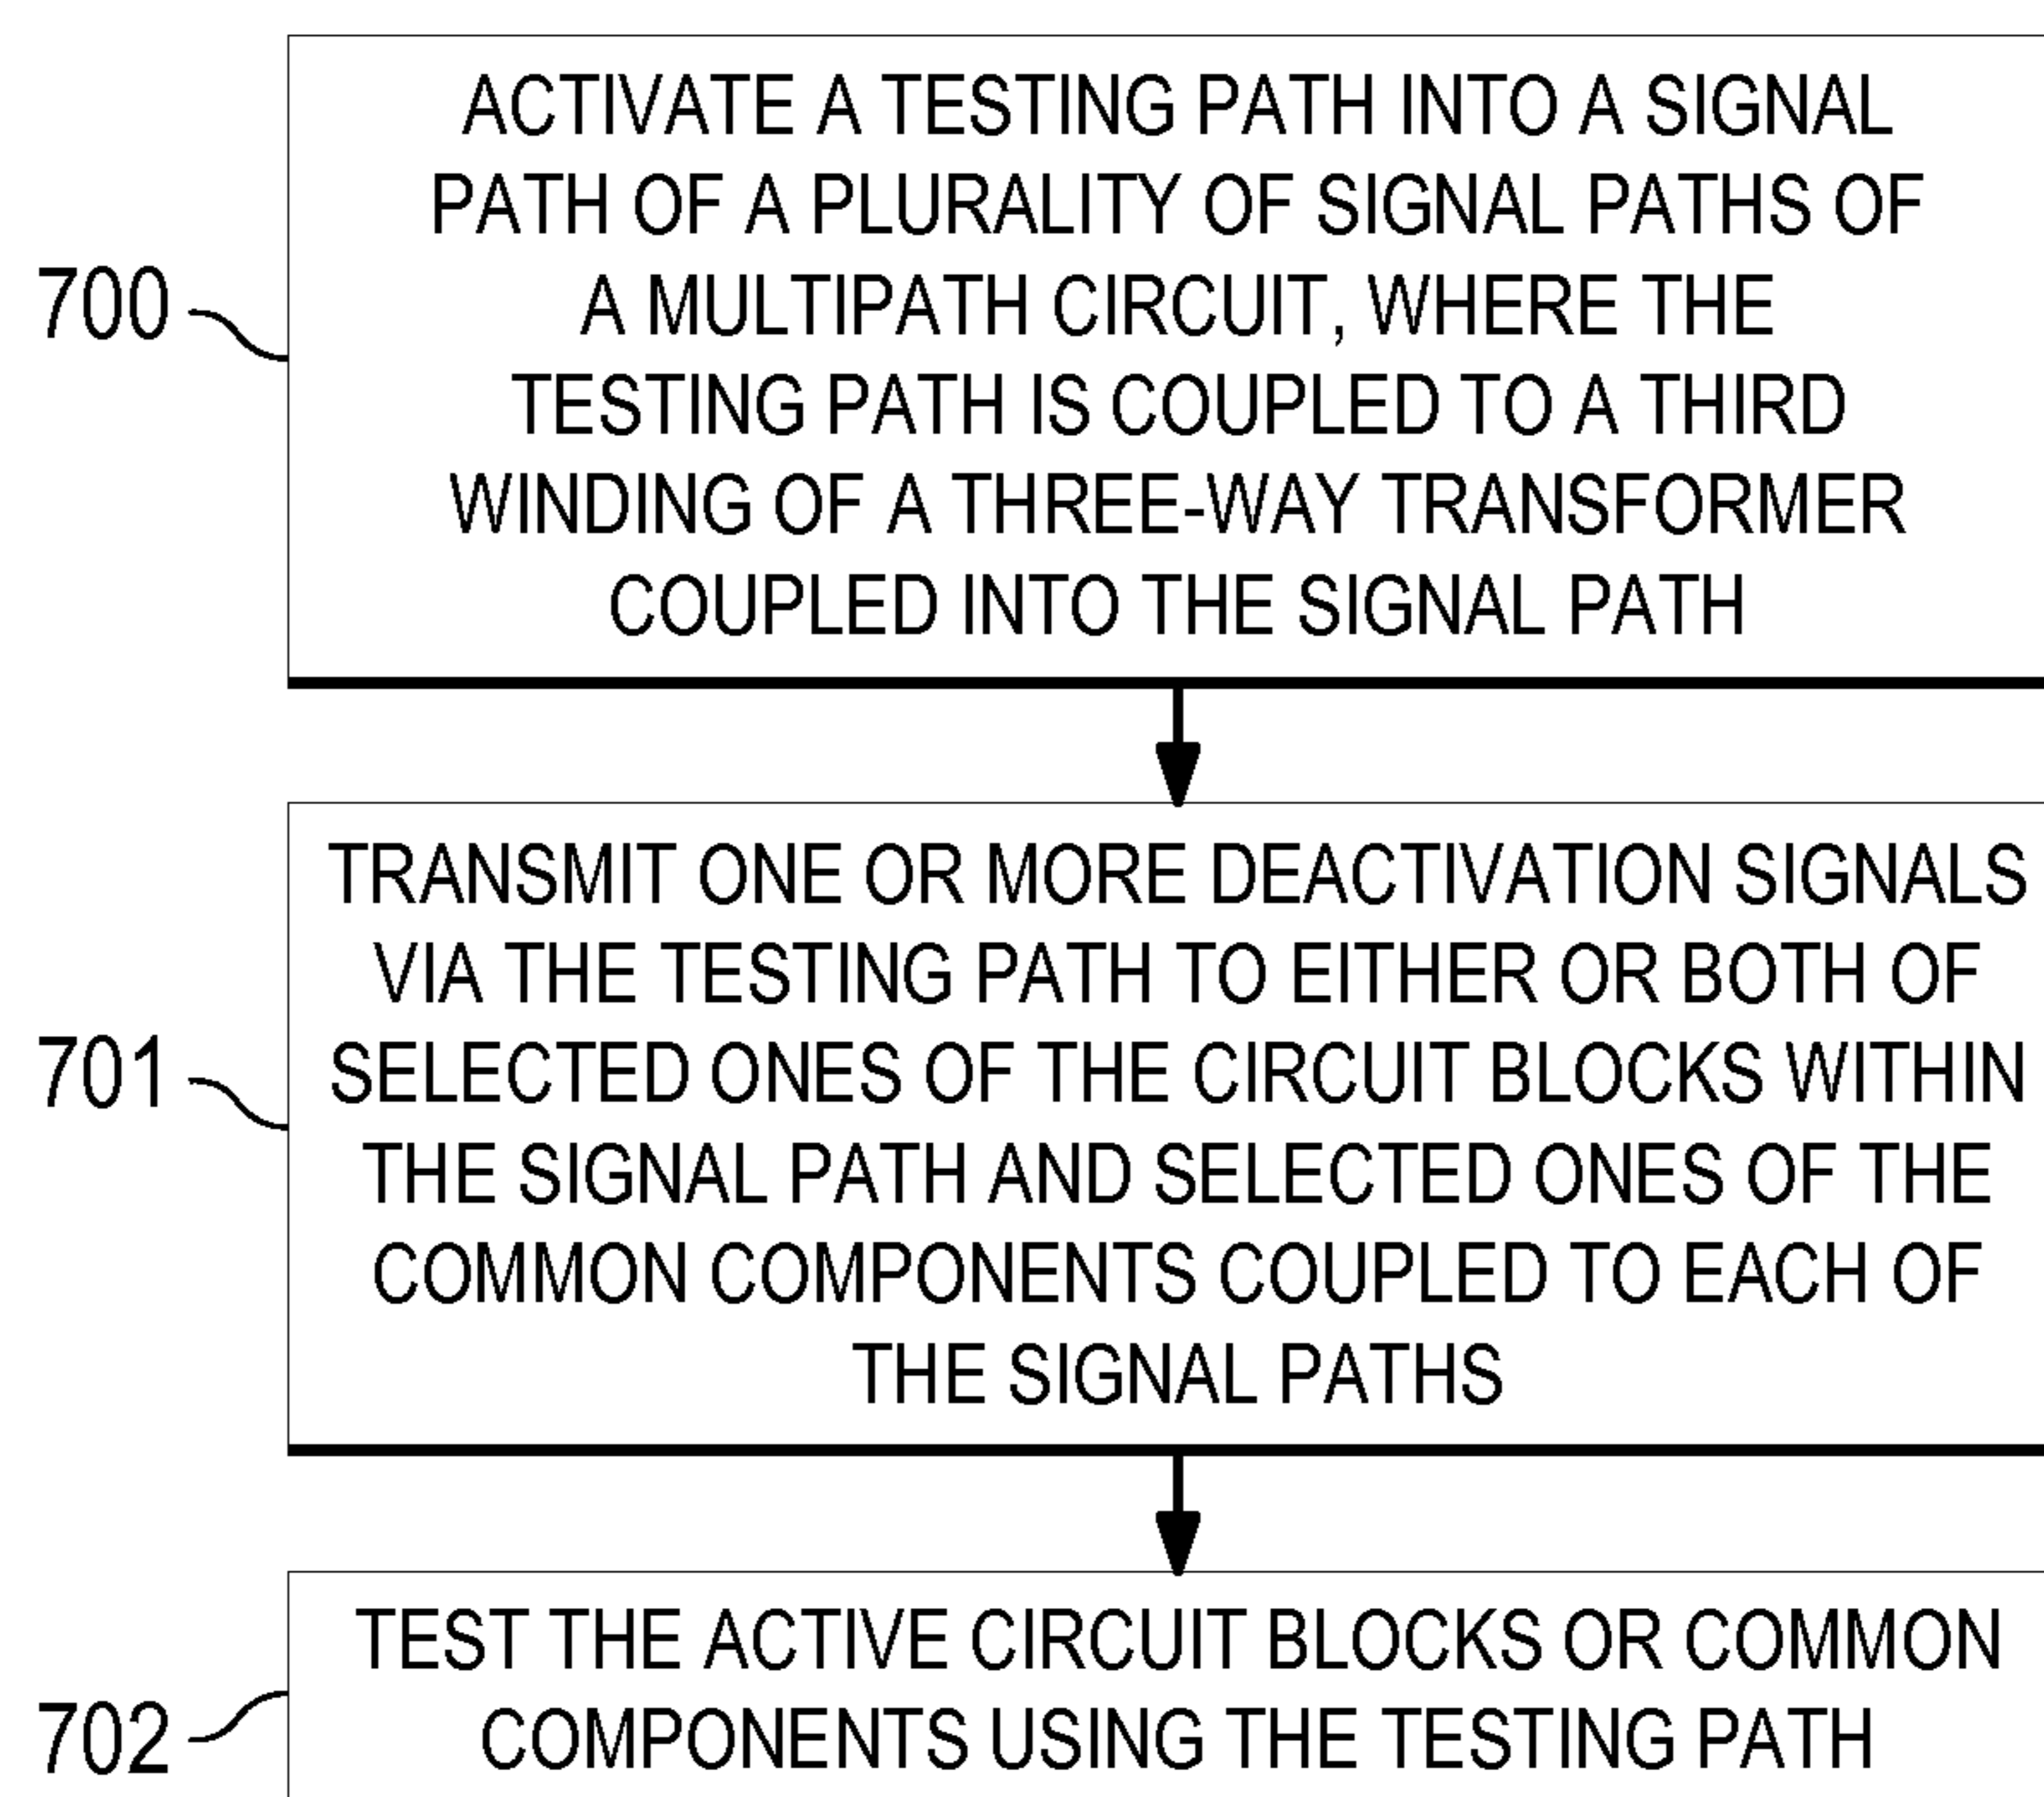 700
ACTIVATE A TESTING PATH INTO A SIGNAL
PATH OF A PLURALITY OF SIGNAL PATHS OF
A MULTIPATH CIRCUIT, WHERE THE
TESTING PATH IS COUPLED TO A THIRD
WINDING OF A THREE-WAY TRANSFORMER
COUPLED INTO THE SIGNAL PATH
701
TRANSMIT ONE OR MORE DEACTIVATION SIGNALS
VIA THE TESTING PATH TO EITHER OR BOTH OF
SELECTED ONES OF THE CIRCUIT BLOCKS WITHIN
THE SIGNAL PATH AND SELECTED ONES OF THE
COMMON COMPONENTS COUPLED TO EACH OF
THE SIGNAL PATHS
702
TEST THE ACTIVE CIRCUIT BLOCKS OR COMMON
COMPONENTS USING THE TESTING PATH